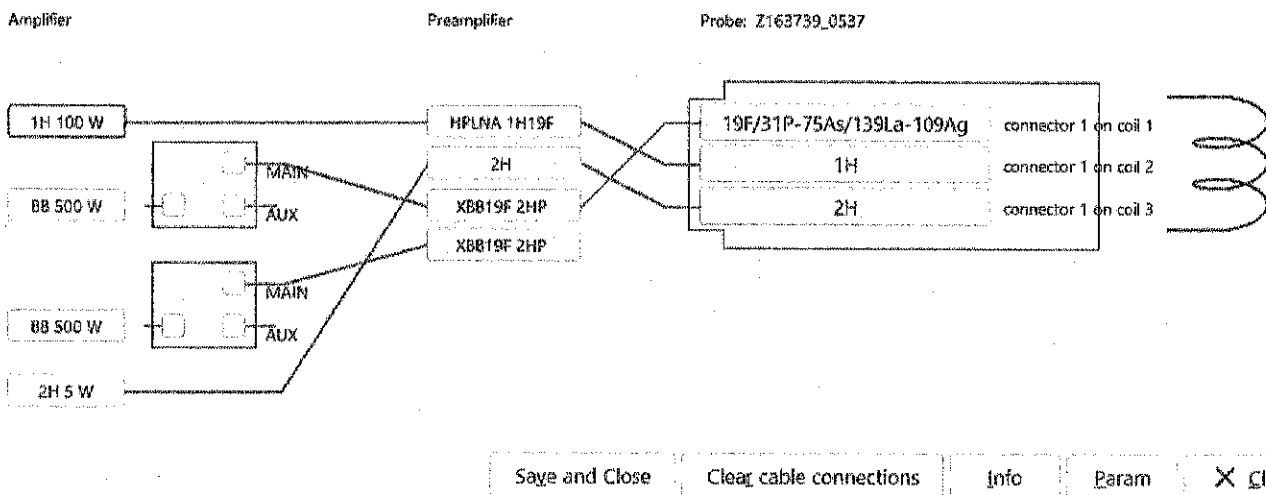 Amplifier Preamplifier Probe: Z163739_0537
1H 100 W HPLNA 1H19F 19F/31P-75As/139La-109Ag connector 1 on coil 1
MAIN 2H 1H connector 1 on coil 2
BB 500 W AUX XBB19F 2HP 2H connector 1 on coil 3
XBB19F 2HP
MAIN
BB 500 W AUX
2H 5 W
Save and Close Clear cable connections Info Param X Cl